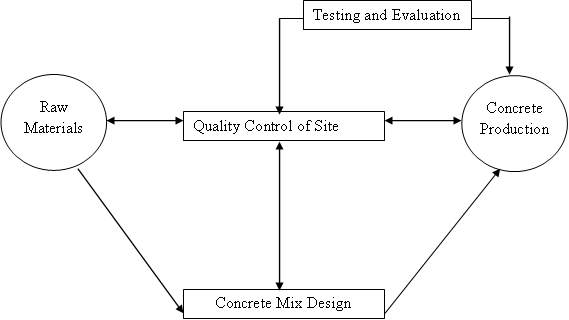 Testing and Evaluation
Raw
Materials
Quality Control of Site
Concrete
Production
Concrete Mix Design